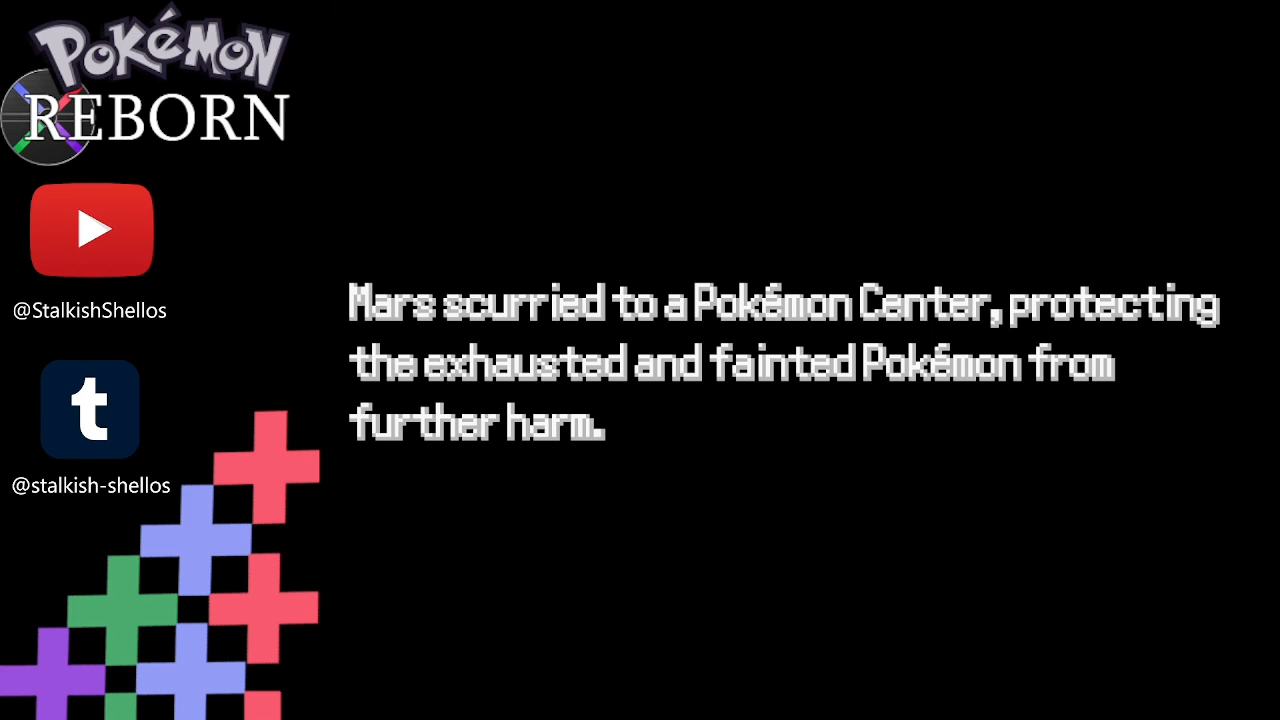 POKéMON
REBORN
@StalkishShellos
t
@stalkish-shellos
Mars scurried to a Pokémon Center, protecting
the exhausted and fainted Pokémon from
further harm.